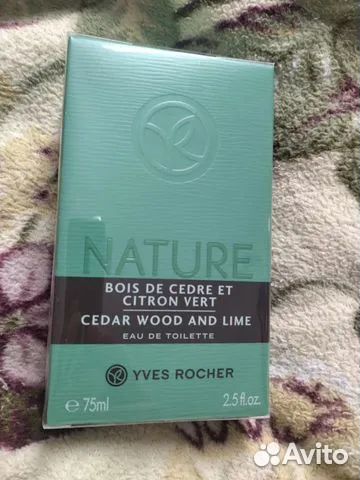 NATURE
BOIS DE CEDRE ET
CITRON VERT
CEDAR WOOD AND LIME
EAU DE TOILETTE
YVES ROCHER
℮ 75ml 2.5 fl.oz.
Avito